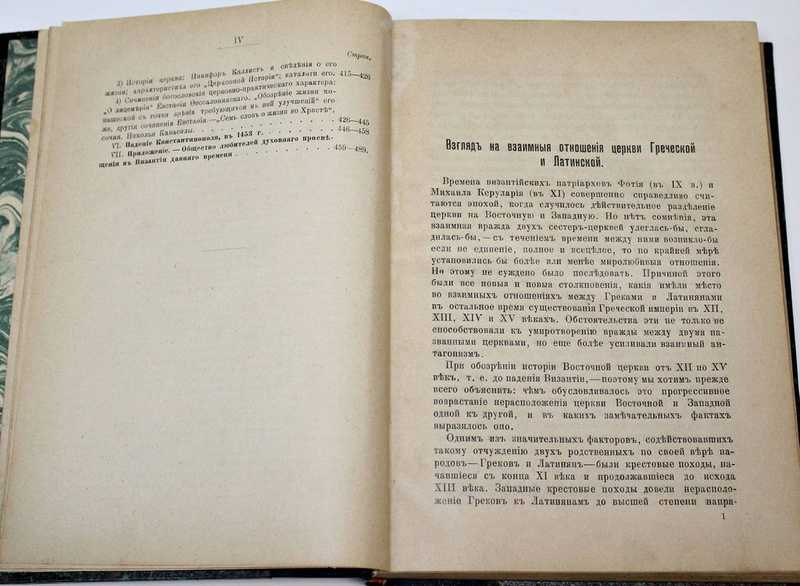 IV
Стран.
3) Исторія церкви: Никифоръ Каллистъ и свѣдѣнія о его
жизни; характеристика его „Церковной Исторіи“; каталоги его. 415—426
4) Сочиненія богословскія церковно-практическаго характера:
„О лицемѣріи“ Евстаѳія Ѳессалоникскаго. „Обозрѣніе жизни мо-
нашеской съ точки зрѣнія требующихся въ ней улучшеній“ его
же, другія сочиненія Евстаѳія.—„Семь словъ о жизни во Христѣ“,
сочин. Николая Кавасилы. 426—445
VI. Паденіе Константинополя, въ 1453 г. 446—458
VII. Приложеніе. — Общество любителей духовнаго просвѣ-
щенія въ Византіи давняго времени 459—489.
Взглядъ на взаимныя отношенія церкви Греческой
и Латинской.
Времена византійскихъ патріарховъ Фотія (въ IX в.) и
Михаила Керуларія (въ XI) совершенно справедливо счи-
таются эпохой, когда случилось дѣйствительное раздѣленіе
церкви на Восточную и Западную. Но нѣтъ сомнѣнія, эта
взаимная вражда двухъ сестеръ-церквей улеглась-бы, сгла-
дилась-бы,—съ теченіемъ времени между ними возникло-бы
если не единеніе, полное и всецѣлое, то по крайней мѣрѣ
установились бы болѣе или менѣе миролюбивыя отношенія.
Но этому не суждено было послѣдовать. Причиной этого
были все новыя и новыя столкновенія, какія имѣли мѣсто
во взаимныхъ отношеніяхъ между Греками и Латинянами
въ остальное время существованія Греческой имперіи въ XII,
XIII, XIV и XV вѣкахъ. Обстоятельства эти не только не
способствовали къ умиротворенію вражды между двумя на-
званными церквами, но еще болѣе усиливали взаимный ан-
тагонизмъ.
При обозрѣніи исторіи Восточной церкви отъ XII по XV
вѣкъ, т. е. до паденія Византіи,—поэтому мы хотимъ прежде
всего объяснить: чѣмъ обусловливалось это прогрессивное
возрастаніе нерасположенія церкви Восточной и Западной
одной къ другой, и въ какихъ замѣчательныхъ фактахъ
выразялось оно.
Однимъ изъ значительныхъ факторовъ, содѣйствовавшихъ
такому отчужденію двухъ родственныхъ по своей вѣрѣ на-
родовъ—Грековъ и Латинянъ—были крестовые походы, на-
чавшіеся съ конца XI вѣка и продолжавшіеся до исхода
XIII вѣка. Западные крестовые походы довели нерасполо-
женіе Грековъ къ Латинянамъ до высшей степени напря-
1